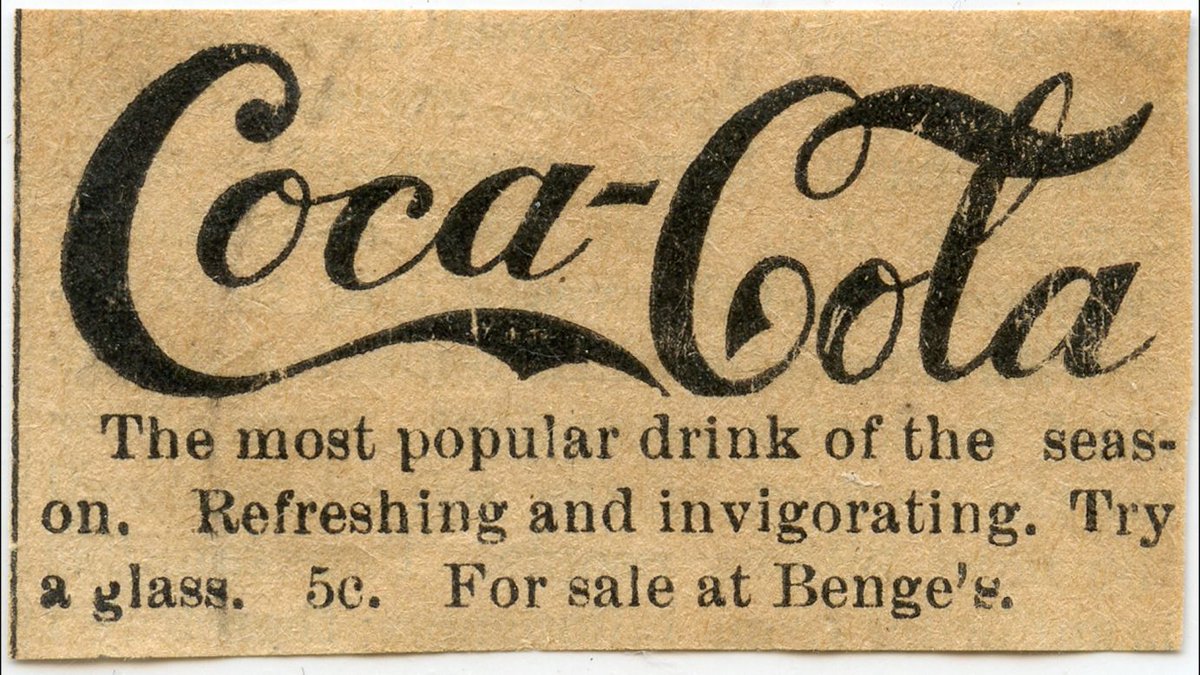 Coca-Cola
The most popular drink of the seas-
on. Refreshing and invigorating. Try
a glass. 5c. For sale at Benge's.